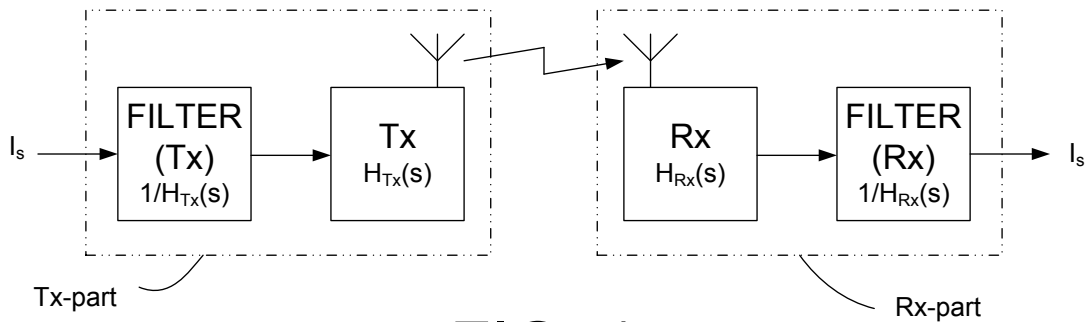 FILTER
(Tx)
1/H_Tx(s)
Tx
H_Tx(s)
Rx
H_Rx(s)
FILTER
(Rx)
1/H_Rx(s)
I_s
I_s
Tx-part
Rx-part